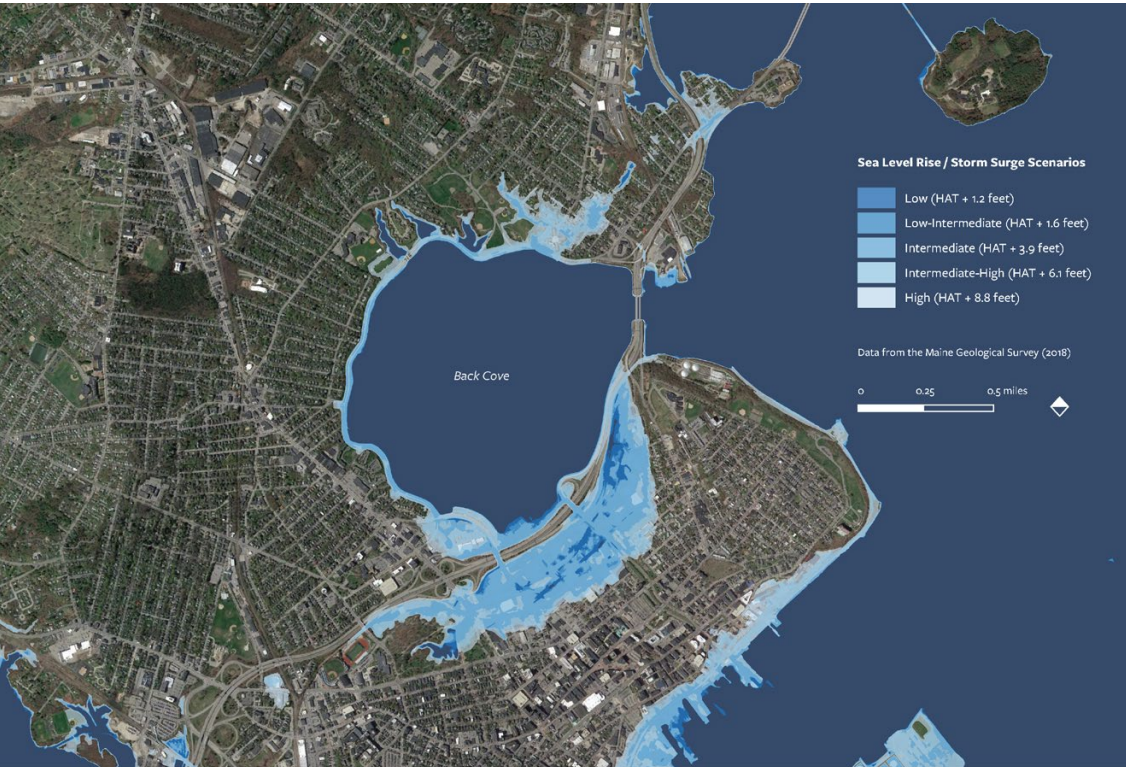 Sea Level Rise / Storm Surge Scenarios
Low (HAT + 1.2 feet)
Low-Intermediate (HAT + 1.6 feet)
Intermediate (HAT + 3.9 feet)
Intermediate-High (HAT + 6.1 feet)
High (HAT + 8.8 feet)
Data from the Maine Geological Survey (2018)
0 0.25 0.5 miles
Back Cove